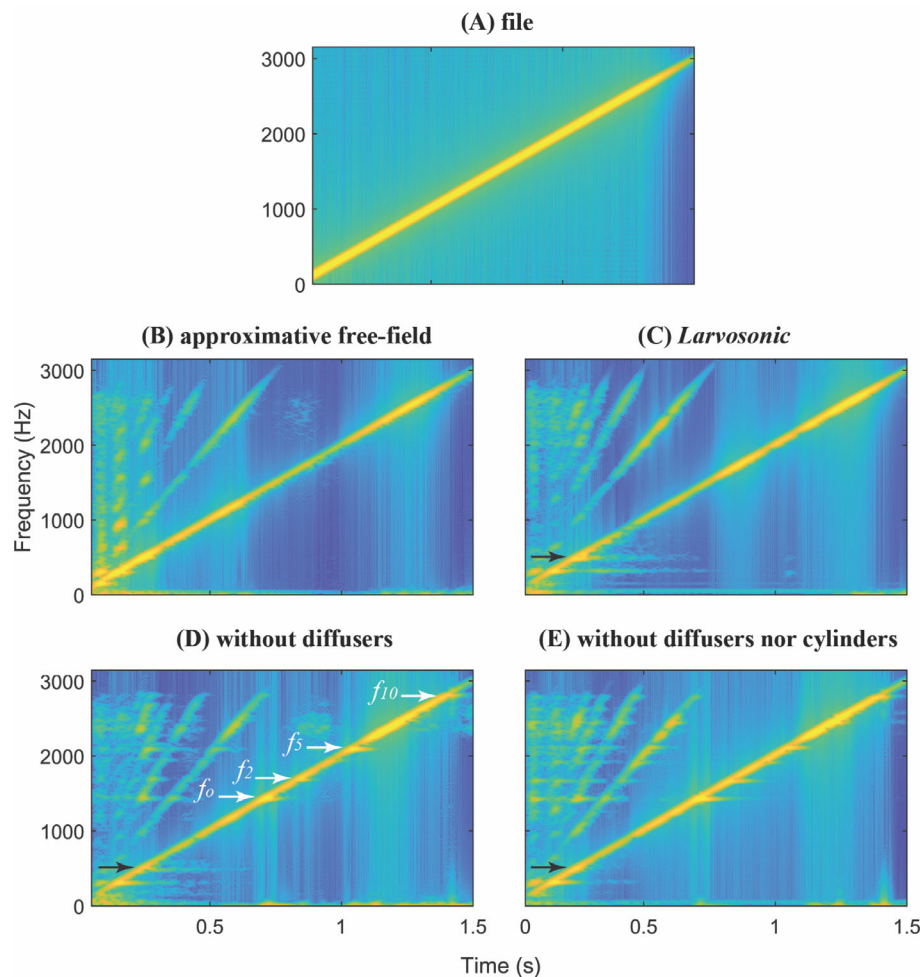 (A) file
3000
2000
1000
0
(B) approximative free-field
(C) Larvosonic
3000
2000
1000
0
Frequency (Hz)
(D) without diffusers
(E) without diffusers nor cylinders
3000
2000
1000
0
f10
f5
f2
fo
0.5
1
1.5
0
0.5
1
1.5
Time (s)